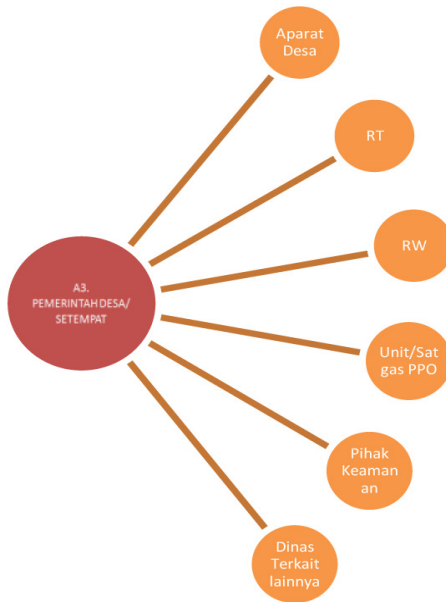 Aparat
Desa
RT
RW
A3.
PEMERINTAH DESA/
SETEMPAT
Unit/Sat
gas PPO
Pihak
Keaman
an
Dinas
Terkait
lainnya